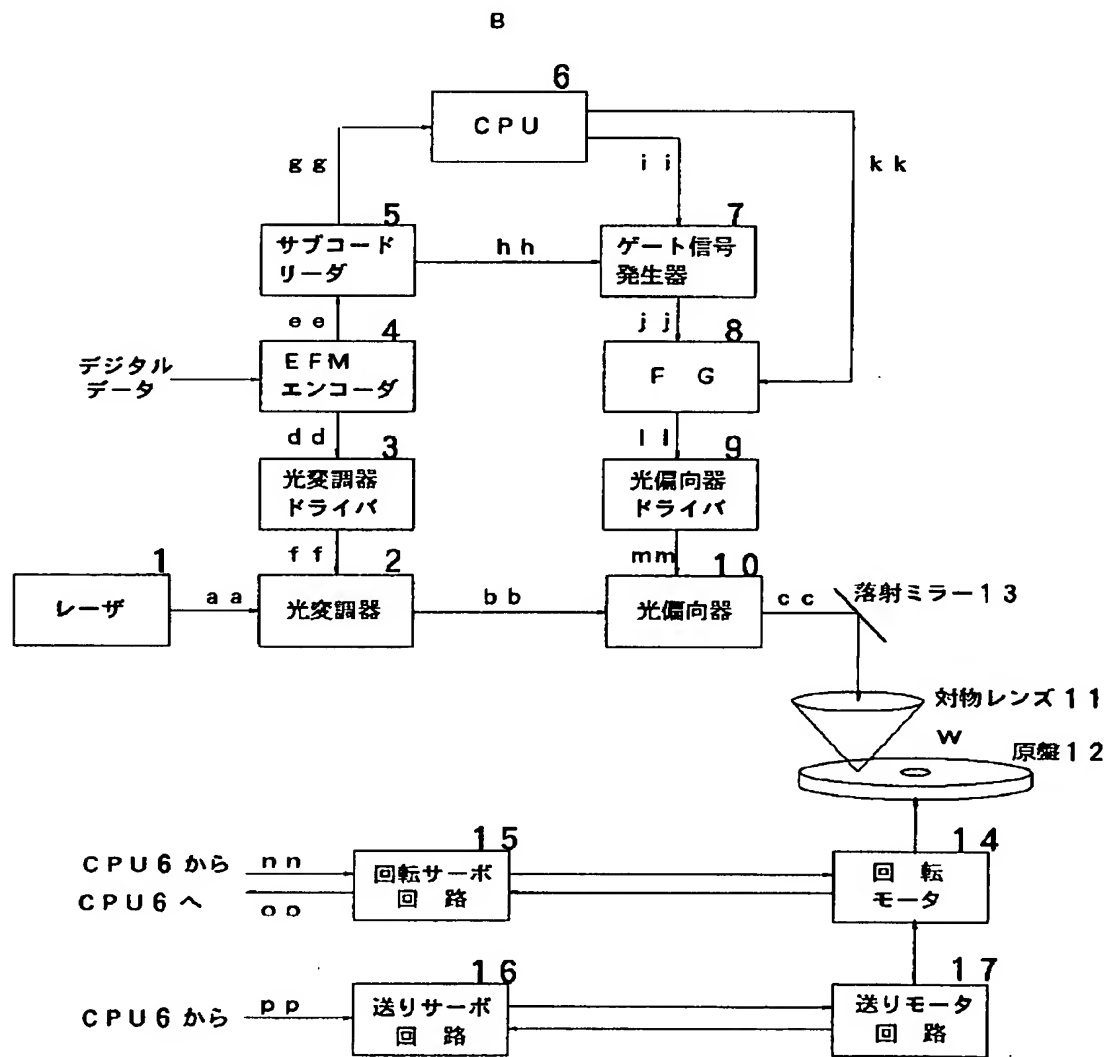 B
6
CPU
gg
ii
kk
5
サブコード
リーダ
hh
7
ゲート信号
発生器
ee
jj
4
デジタル
データ
EFM
エンコーダ
8
FG
dd
ll
3
光変調器
ドライバ
9
光偏向器
ドライバ
ff
mm
1
レーザ
aa
2
光変調器
bb
10
光偏向器
cc
落射ミラー13
対物レンズ11
W
原盤12
15
14
CPU6から
nn
回転サーボ
回路
回転
モータ
CPU6へ
oo
16
17
CPU6から
pp
送りサーボ
回路
送りモータ
回路